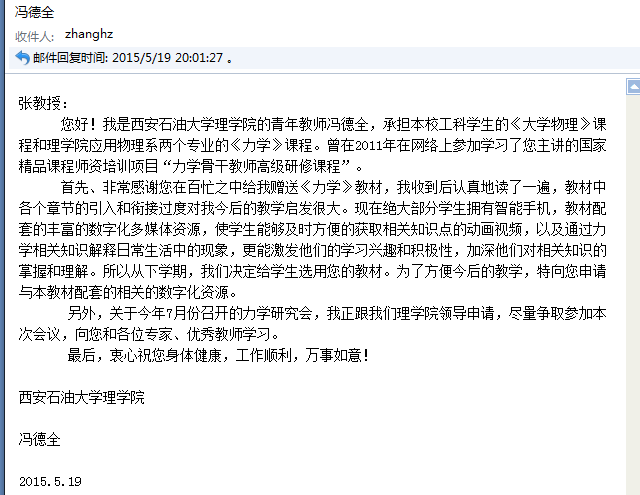 冯德全
收件人: zhanghz
邮件回复时间: 2015/5/19 20:01:27 。
张教授：
您好！我是西安石油大学理学院的青年教师冯德全，承担本校工科学生的《大学物理》课
程和理学院应用物理系两个专业的《力学》课程。曾在2011年在网络上参加学习了您主讲的国家
精品课程师资培训项目“力学骨干教师高级研修课程”。
首先、非常感谢您在百忙之中给我赠送《力学》教材，我收到后认真地读了一遍，教材中
各个章节的引入和衔接过度对我今后的教学启发很大。现在绝大部分学生拥有智能手机，教材配
套的丰富的数字化多媒体资源，使学生能够及时方便的获取相关知识点的动画视频，以及通过力
学相关知识解释日常生活中的现象，更能激发他们的学习兴趣和积极性，加深他们对相关知识的
掌握和理解。所以从下学期，我们决定给学生选用您的教材。为了方便今后的教学，特向您申请
与本教材配套的相关的数字化资源。
另外，关于今年7月份召开的力学研究会，我正跟我们理学院领导申请，尽量争取参加本
次会议，向您和各位专家、优秀教师学习。
最后，衷心祝您身体健康，工作顺利，万事如意！
西安石油大学理学院
冯德全
2015.5.19